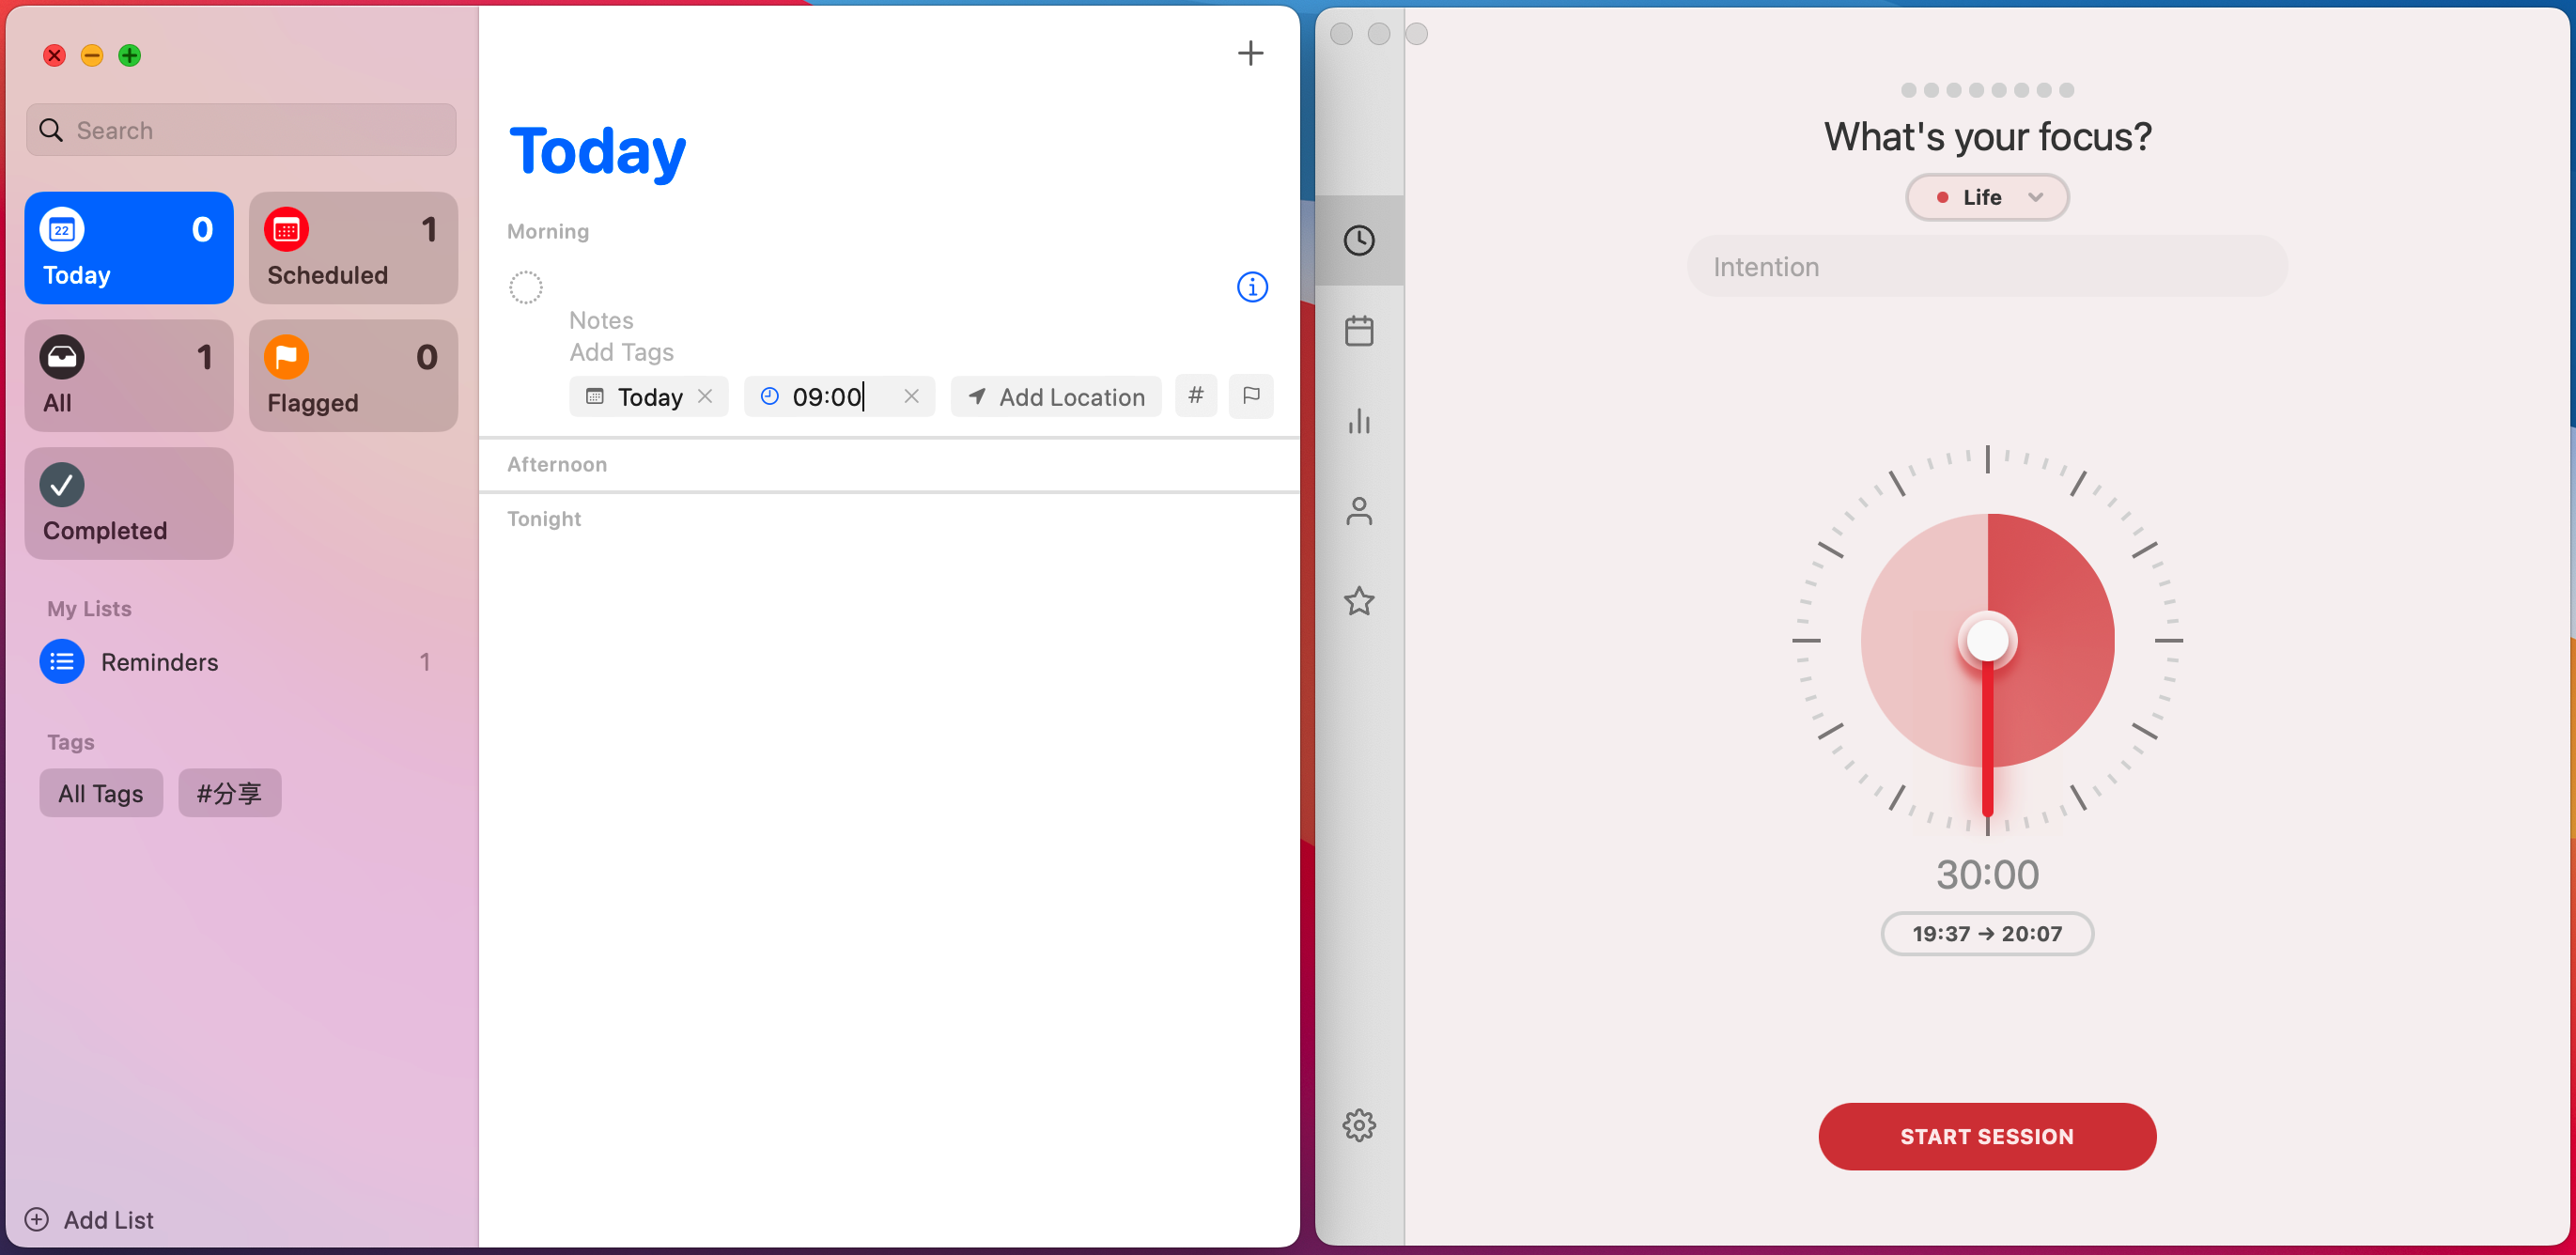 Search
22
0
Today
1
Scheduled
1
All
0
Flagged
Completed
My Lists
Reminders 1
Tags
All Tags #分享
Add List
Today
Morning
Notes
Add Tags
Today 09:00 Add Location #
Afternoon
Tonight
What's your focus?
Life
Intention
30:00
19:37 → 20:07
START SESSION